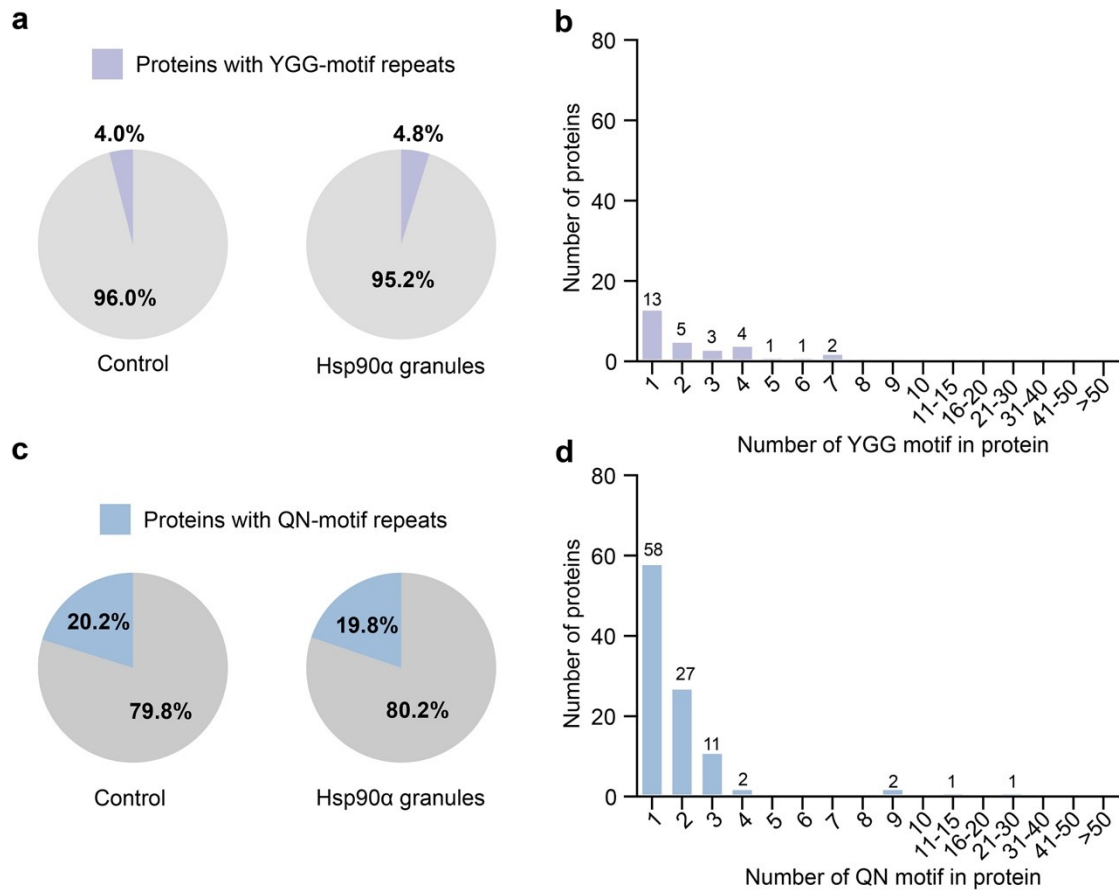 a
Proteins with YGG-motif repeats
4.0%
96.0%
Control
4.8%
95.2%
Hsp90α granules
b
Number of proteins
80
60
40
20
0
13
5
3
4
1
1
2
1 2 3 4 5 6 7 8 9 10 11-15 16-20 21-30 31-40 41-50 >50
Number of YGG motif in protein
c
Proteins with QN-motif repeats
20.2%
79.8%
Control
19.8%
80.2%
Hsp90α granules
d
Number of proteins
80
60
40
20
0
58
27
11
2
2
1
1
1 2 3 4 5 6 7 8 9 10 11-15 16-20 21-30 31-40 41-50 >50
Number of QN motif in protein